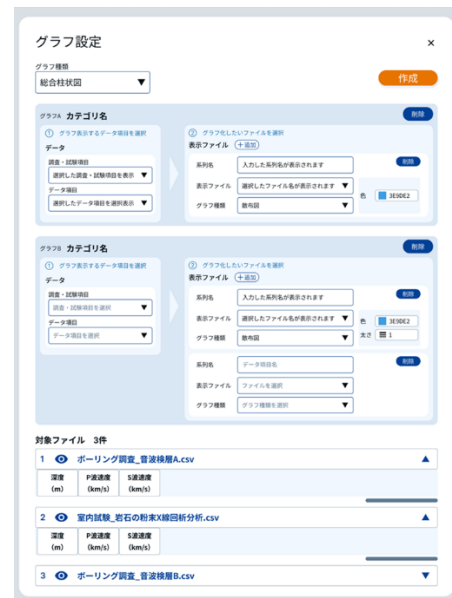 グラフ設定
×
グラフ種類
総合柱状図 ▼
作成
グラフA カテゴリ名
削除
① グラフ表示するデータ項目を選択
データ
調査・試験項目
選択した調査・試験項目を表示 ▼
データ項目
選択したデータ項目を選択表示 ▼
② グラフ化したいファイルを選択
表示ファイル +追加
系列名 入力した系列名が表示されます
削除
表示ファイル 選択したファイル名が表示されます ▼
色 3E9DE2
グラフ種類 散布図 ▼
グラフB カテゴリ名
削除
① グラフ表示するデータ項目を選択
データ
調査・試験項目
調査・試験項目を選択 ▼
データ項目
データ項目を選択 ▼
② グラフ化したいファイルを選択
表示ファイル +追加
系列名 入力した系列名が表示されます
削除
表示ファイル 選択したファイル名が表示されます ▼
色 3E9DE2
グラフ種類 散布図 ▼
太さ 1
系列名 データ項目名
削除
表示ファイル ファイルを選択 ▼
グラフ種類 グラフ種類を選択 ▼
対象ファイル 3件
1 ボーリング調査_音波検層A.csv ▲
深度 P波速度 S波速度
(m) (km/s) (km/s)
2 室内試験_岩石の粉末X線回析分析.csv ▲
深度 P波速度 S波速度
(m) (km/s) (km/s)
3 ボーリング調査_音波検層B.csv ▼